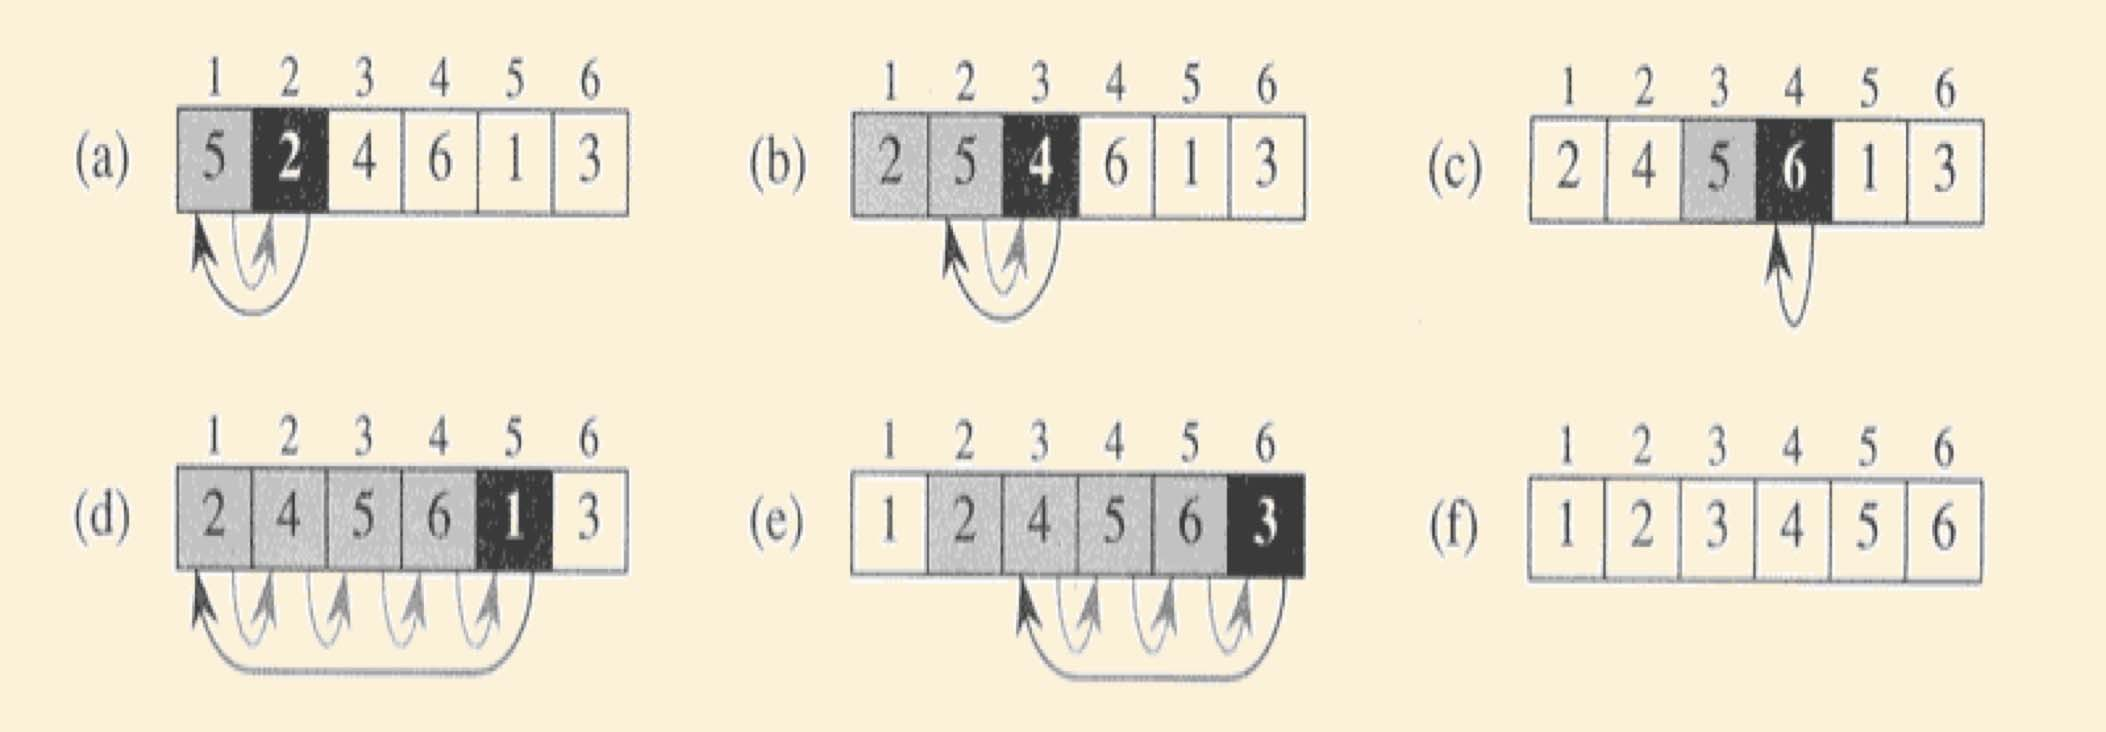 1 2 3 4 5 6
(a) 5 2 4 6 1 3
1 2 3 4 5 6
(b) 2 5 4 6 1 3
1 2 3 4 5 6
(c) 2 4 5 6 1 3
1 2 3 4 5 6
(d) 2 4 5 6 1 3
1 2 3 4 5 6
(e) 1 2 4 5 6 3
1 2 3 4 5 6
(f) 1 2 3 4 5 6